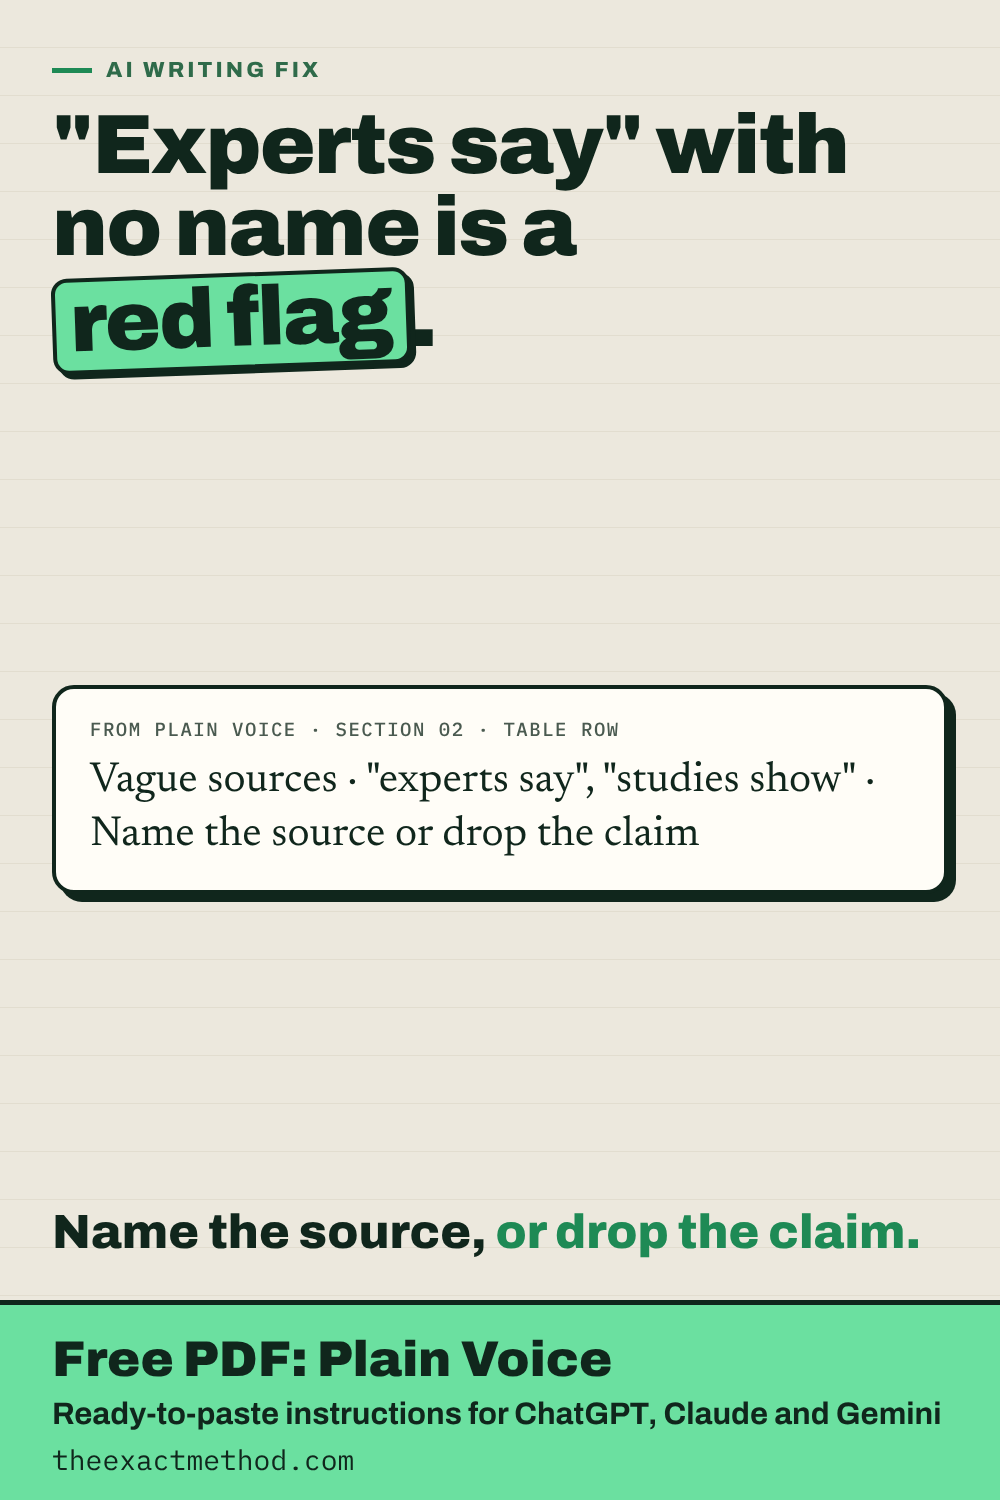 AI WRITING FIX
"Experts say" with
no name is a
red flag.
FROM PLAIN VOICE · SECTION 02 · TABLE ROW
Vague sources · "experts say", "studies show" ·
Name the source or drop the claim
Name the source, or drop the claim.
Free PDF: Plain Voice
Ready-to-paste instructions for ChatGPT, Claude and Gemini
theexactmethod.com